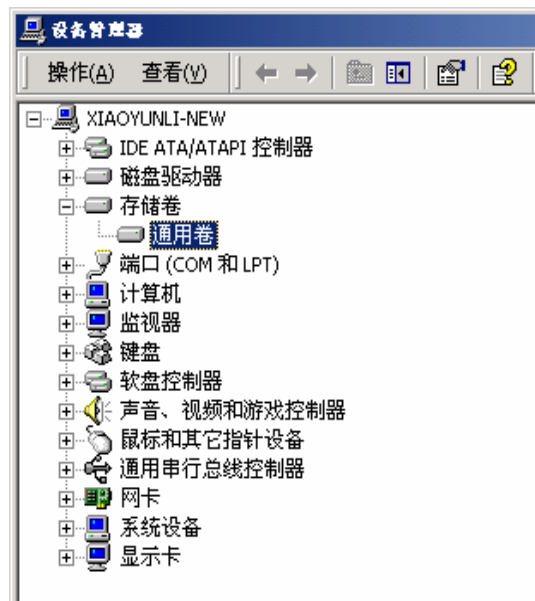 设备管理器
操作(A) 查看(V)
XIAOYUNLI-NEW
IDE ATA/ATAPI 控制器
磁盘驱动器
存储卷
通用卷
端口 (COM 和 LPT)
计算机
监视器
键盘
软盘控制器
声音、视频和游戏控制器
鼠标和其它指针设备
通用串行总线控制器
网卡
系统设备
显示卡